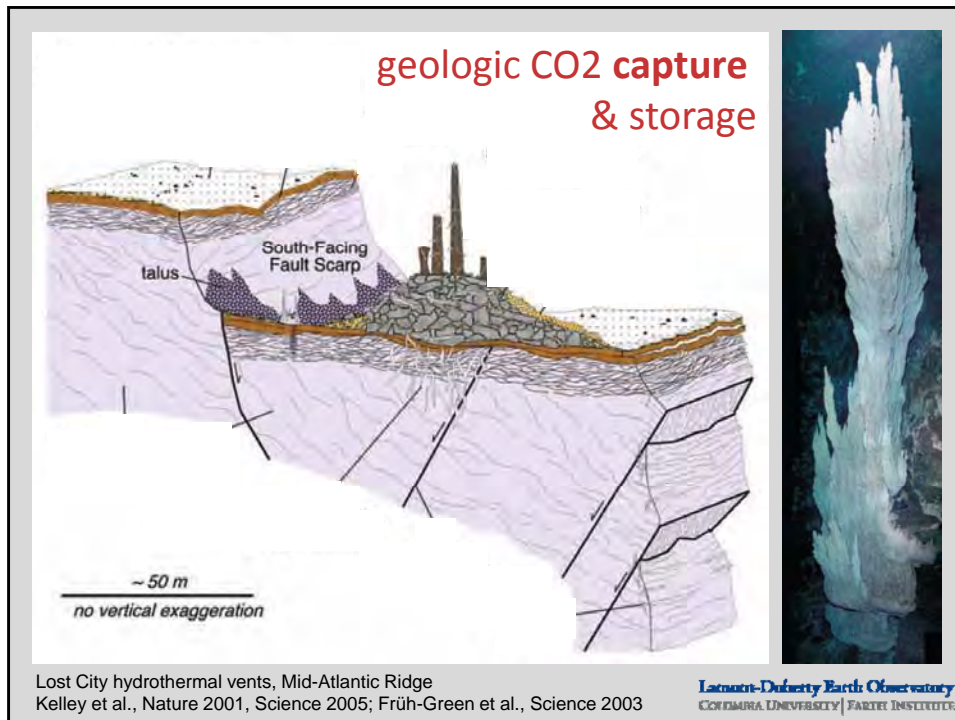 geologic CO2 capture
& storage
South-Facing
Fault Scarp
talus
~ 50 m
no vertical exaggeration
Lost City hydrothermal vents, Mid-Atlantic Ridge
Kelley et al., Nature 2001, Science 2005; Früh-Green et al., Science 2003
Lamont-Doherty Earth Observatory
COLUMBIA UNIVERSITY | EARTH INSTITUTE